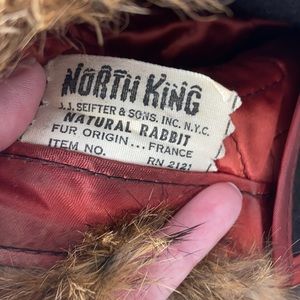 NORTH KING
J.J. SEIFTER & SONS. INC. N.Y.C.
NATURAL RABBIT
FUR ORIGIN... FRANCE
ITEM NO. RN 2121